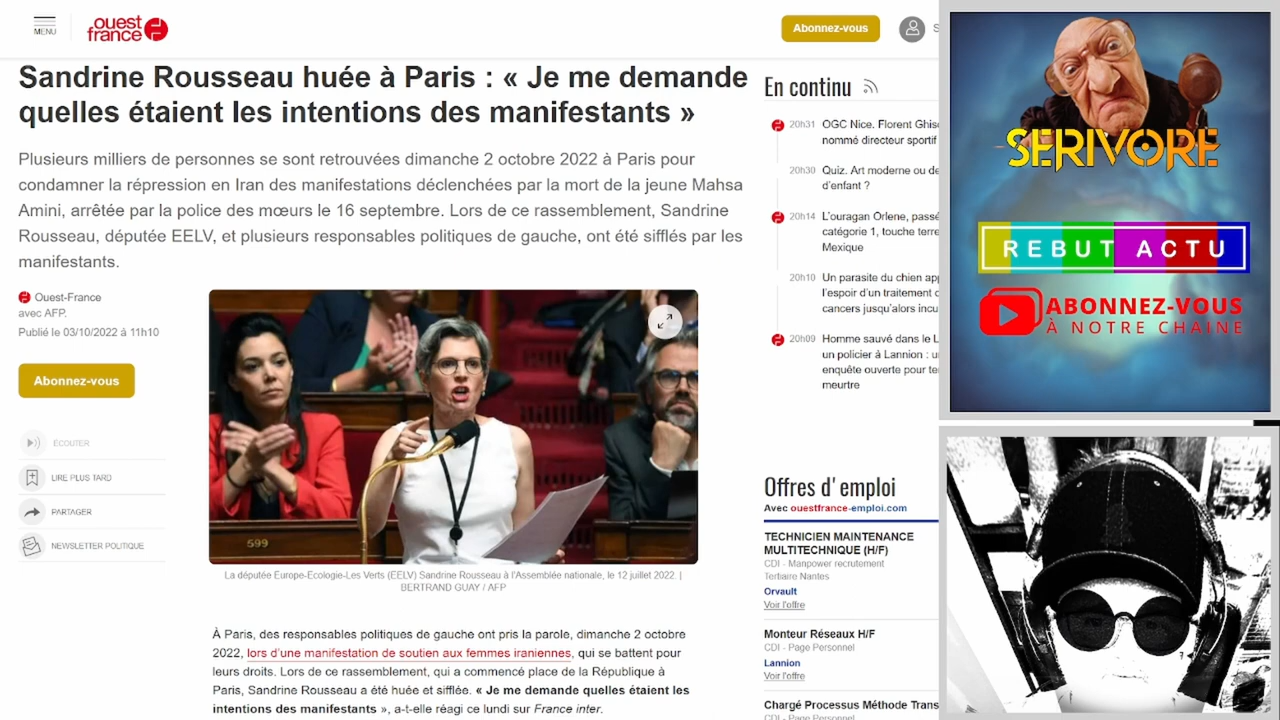 MENU
ouest
france
Abonnez-vous
S
Sandrine Rousseau huée à Paris : « Je me demande
quelles étaient les intentions des manifestants »
Plusieurs milliers de personnes se sont retrouvées dimanche 2 octobre 2022 à Paris pour
condamner la répression en Iran des manifestations déclenchées par la mort de la jeune Mahsa
Amini, arrêtée par la police des mœurs le 16 septembre. Lors de ce rassemblement, Sandrine
Rousseau, députée EELV, et plusieurs responsables politiques de gauche, ont été sifflés par les
manifestants.
Ouest-France
avec AFP.
Publié le 03/10/2022 à 11h10
Abonnez-vous
ÉCOUTER
LIRE PLUS TARD
PARTAGER
NEWSLETTER POLITIQUE
599
La députée Europe-Ecologie-Les Verts (EELV) Sandrine Rousseau à l'Assemblée nationale, le 12 juillet 2022. |
BERTRAND GUAY / AFP
À Paris, des responsables politiques de gauche ont pris la parole, dimanche 2 octobre
2022, lors d'une manifestation de soutien aux femmes iraniennes, qui se battent pour
leurs droits. Lors de ce rassemblement, qui a commencé place de la République à
Paris, Sandrine Rousseau a été huée et sifflée. « Je me demande quelles étaient les
intentions des manifestants », a-t-elle réagi ce lundi sur France inter.
En continu
20h31 OGC Nice. Florent Ghis
nommé directeur sportif
20h30 Quiz. Art moderne ou de
d'enfant ?
20h14 L'ouragan Orlene, passé
catégorie 1, touche terre
Mexique
20h10 Un parasite du chien app
l'espoir d'un traitement d
cancers jusqu'alors incu
20h09 Homme sauvé dans le L
un policier à Lannion : u
enquête ouverte pour te
meurtre
Offres d'emploi
Avec ouestfrance-emploi.com
TECHNICIEN MAINTENANCE
MULTITECHNIQUE (H/F)
CDI - Manpower recrutement
Tertiaire Nantes
Orvault
Voir l'offre
Monteur Réseaux H/F
CDI - Page Personnel
Lannion
Voir l'offre
Chargé Processus Méthode Trans
CDI - Page Personnel
SERIVORE
REBUT ACTU
ABONNEZ-VOUS
À NOTRE CHAINE